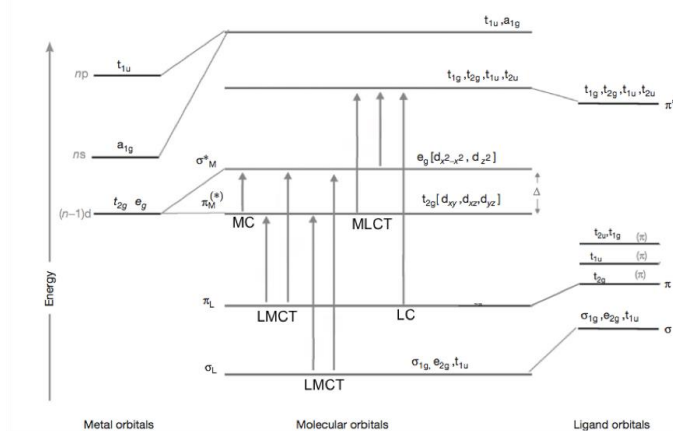 t₁ᵤ,a₁g
t₁ᵤ
np
t₁g,t₂g,t₁ᵤ,t₂ᵤ
t₁g,t₂g,t₁ᵤ,t₂ᵤ
a₁g
ns
σ*M
eg[dx²-x², dz²]
π*
t₂g eg
(n−1)d
πM(*)
t₂g[dxy,dxz,dyz]
Δ
MC
MLCT
t₂ᵤ,t₁g (π)
t₁ᵤ (π)
t₂g (π)
π
Energy
πL
LMCT
LC
σ₁g,e₂g,t₁ᵤ
σ
σL
σ₁g, e₂g,t₁ᵤ
LMCT
Metal orbitals
Molecular orbitals
Ligand orbitals